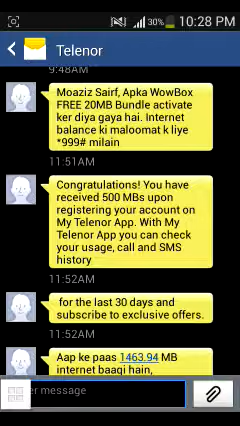 30% 10:28 PM
Telenor
9:48AM
Moaziz Sairf, Apka WowBox
FREE 20MB Bundle activate
ker diya gaya hai. Internet
balance ki maloomat k liye
*999# milain
11:51AM
Congratulations! You have
received 500 MBs upon
registering your account on
My Telenor App. With My
Telenor App you can check
your usage, call and SMS
history
11:52AM
for the last 30 days and
subscribe to exclusive offers.
11:52AM
Aap ke paas 1463.94 MB
internet baaqi hain,
er message